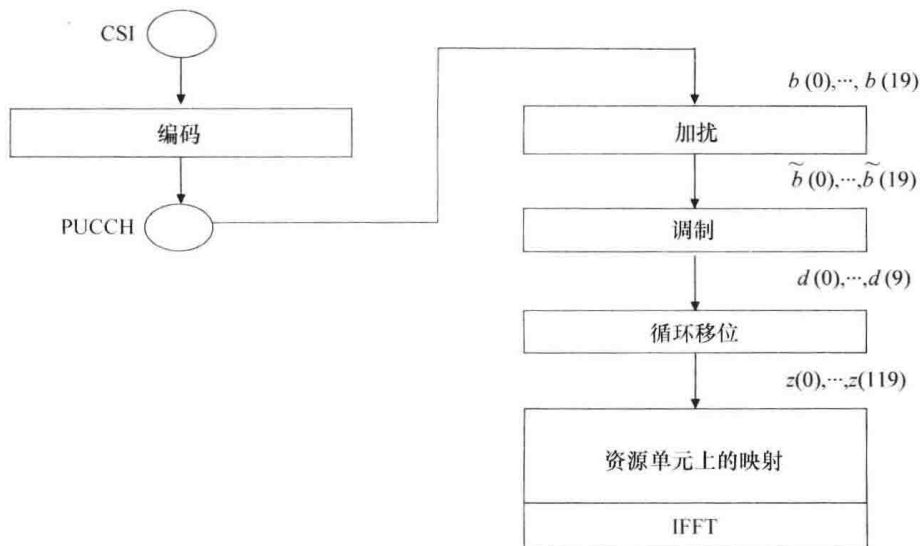 CSI
编码
PUCCH
b (0),···, b (19)
加扰
b̃ (0),···,b̃ (19)
调制
d (0),···,d (9)
循环移位
z(0),···,z(119)
资源单元上的映射
IFFT